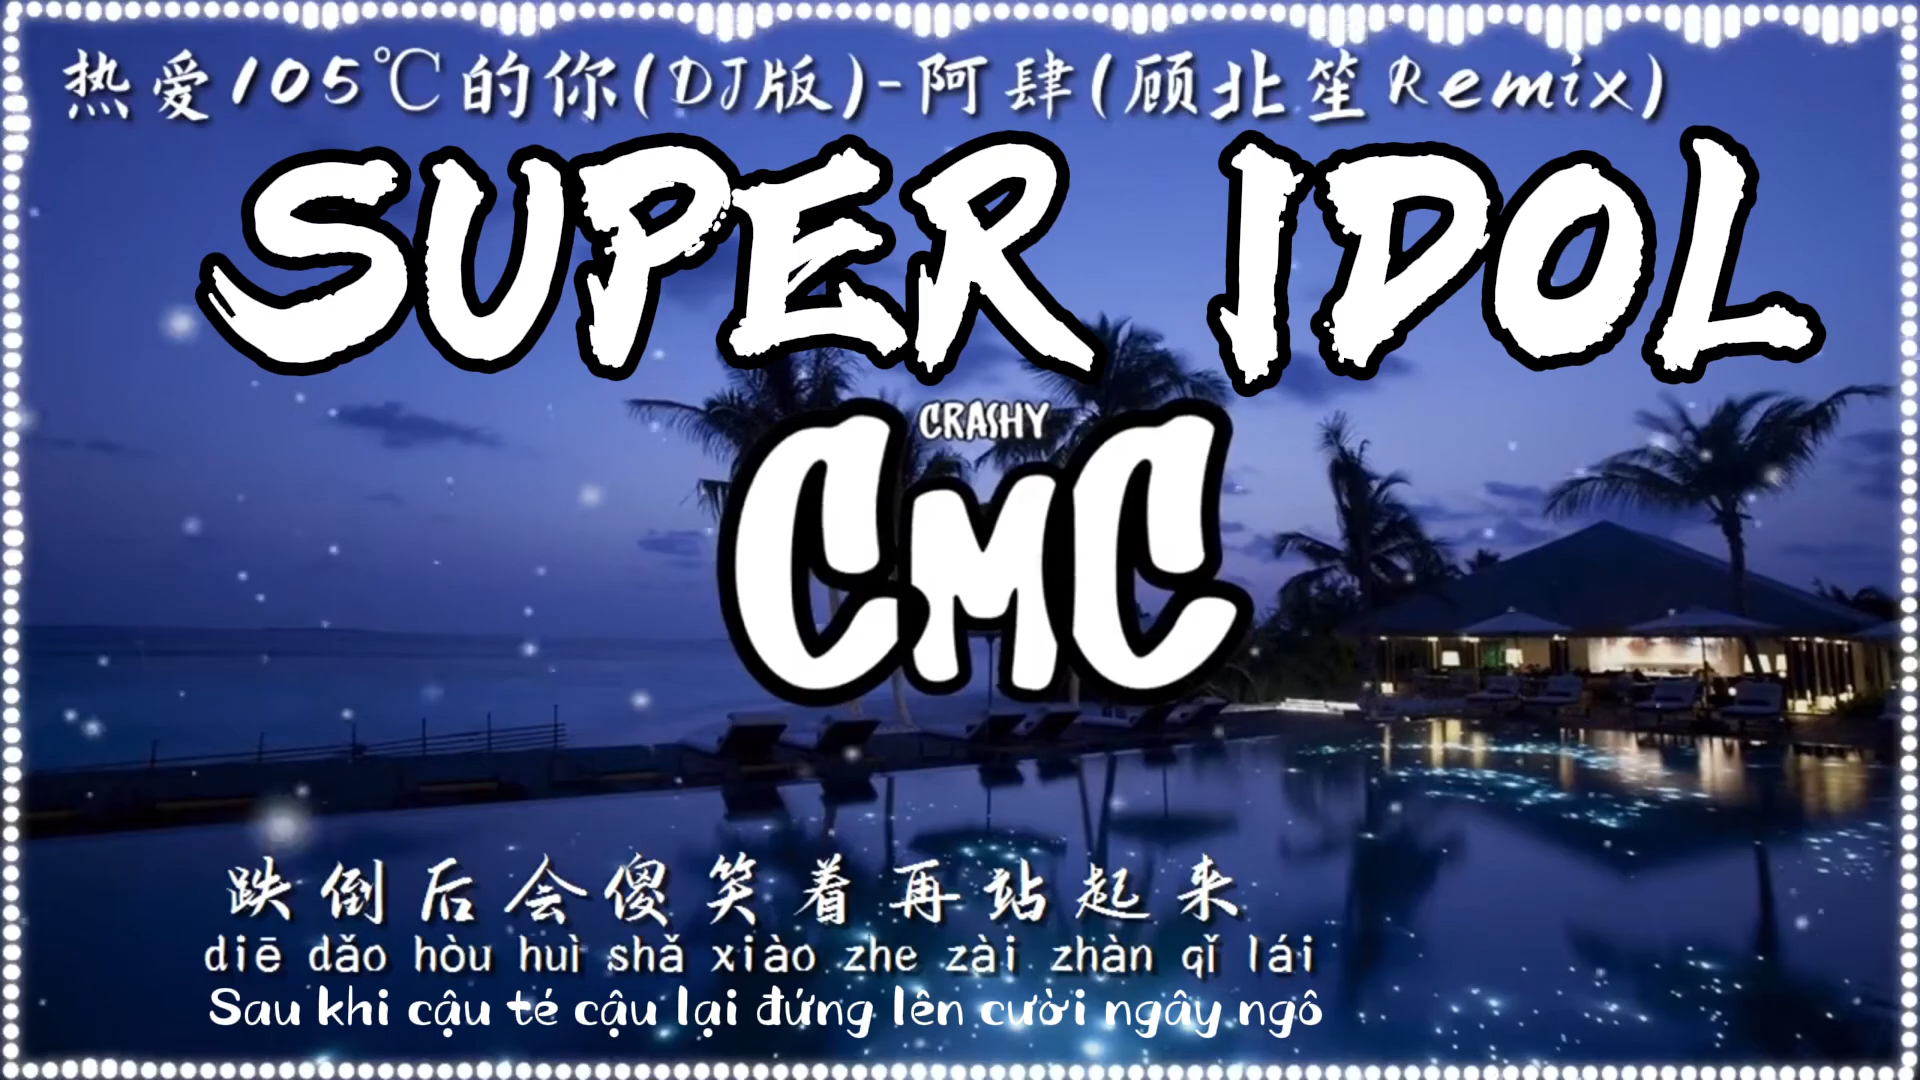 热爱105℃的你(DJ版)-阿肆(顾北笙Remix)
SUPER IDOL
CRASHY
CMC
跌倒后会傻笑着再站起来
diē dǎo hòu huì shǎ xiào zhe zài zhàn qǐ lái
Sau khi cậu té cậu lại đứng lên cười ngây ngô